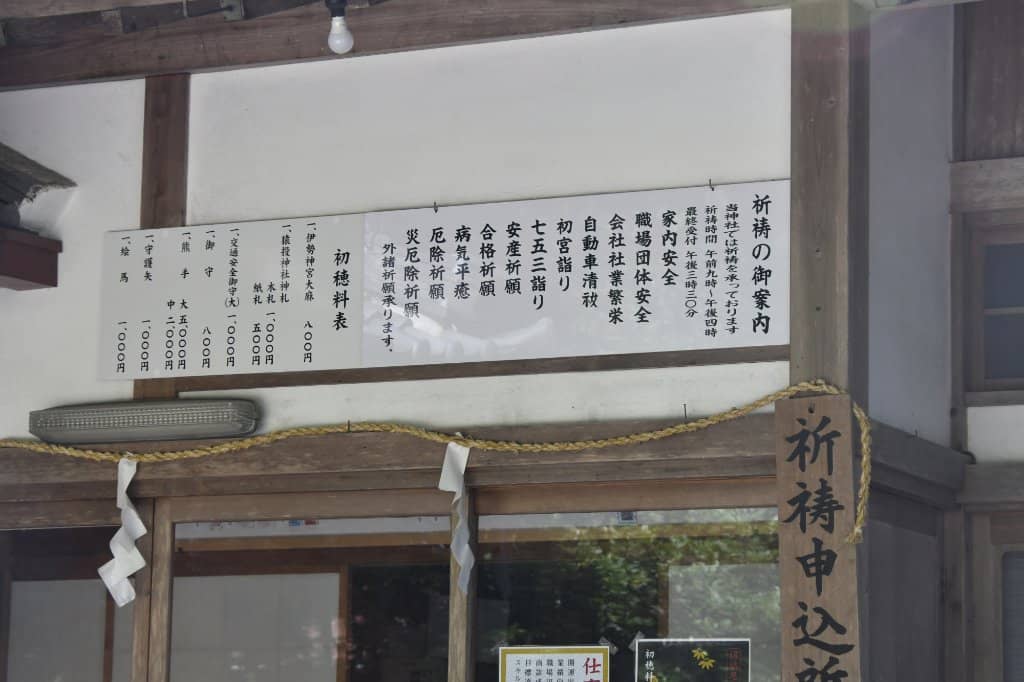 祈祷の御案内
当神社では祈祷を承っております
祈祷時間 午前九時〜午後四時
最終受付 午後三時三〇分
家内安全
職場団体安全
会社社業繁栄
自動車清祓
初宮詣り
七五三詣り
安産祈願
合格祈願
病気平癒
厄除祈願
災厄除祈願
外諸祈願承ります。
初穂料表
一、伊勢神宮大麻 八〇〇円
一、猿投神社神札 木札 一、〇〇〇円
紙札 五〇〇円
一、交通安全御守(大) 一、〇〇〇円
一、御守 八〇〇円
一、熊手 大 五、〇〇〇円
中 二、〇〇〇円
一、守護矢 一、〇〇〇円
一、絵馬 一、〇〇〇円
祈祷申込所
仕
初穂料